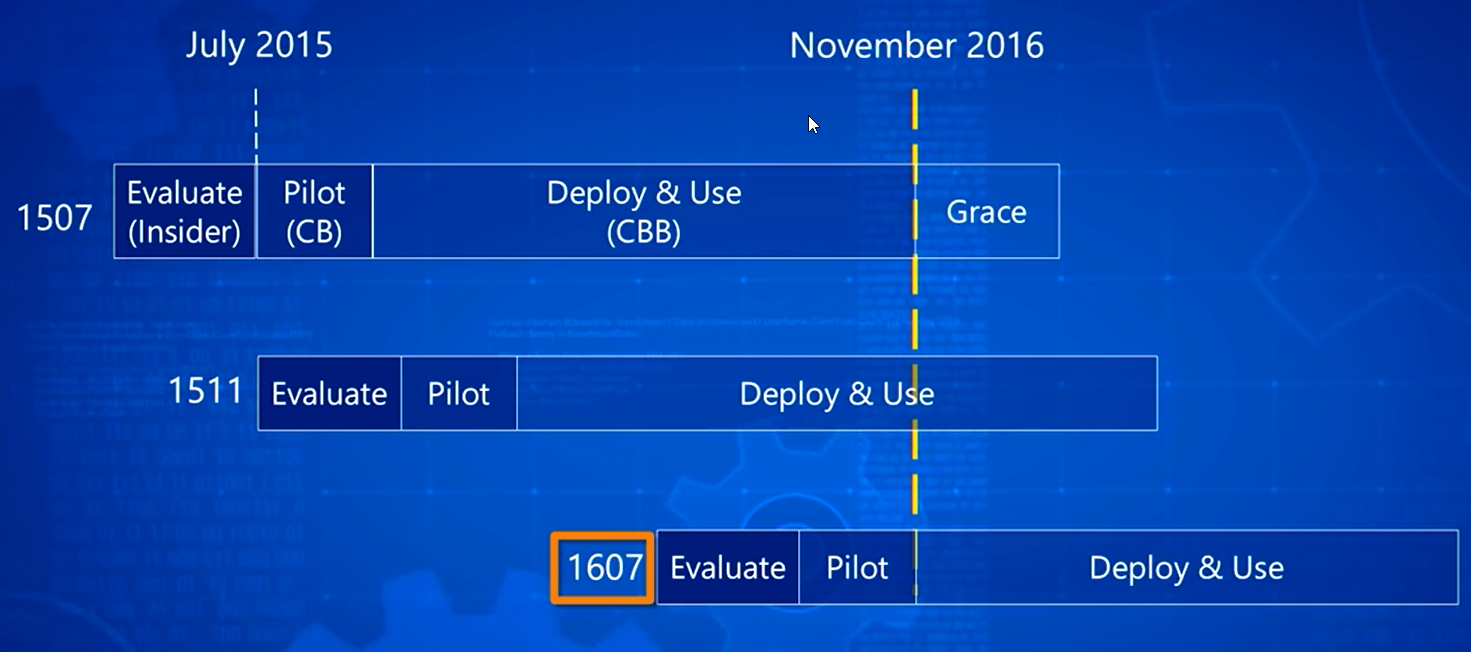 July 2015
November 2016
1507
Evaluate
(Insider)
Pilot
(CB)
Deploy & Use
(CBB)
Grace
1511
Evaluate
Pilot
Deploy & Use
1607
Evaluate
Pilot
Deploy & Use